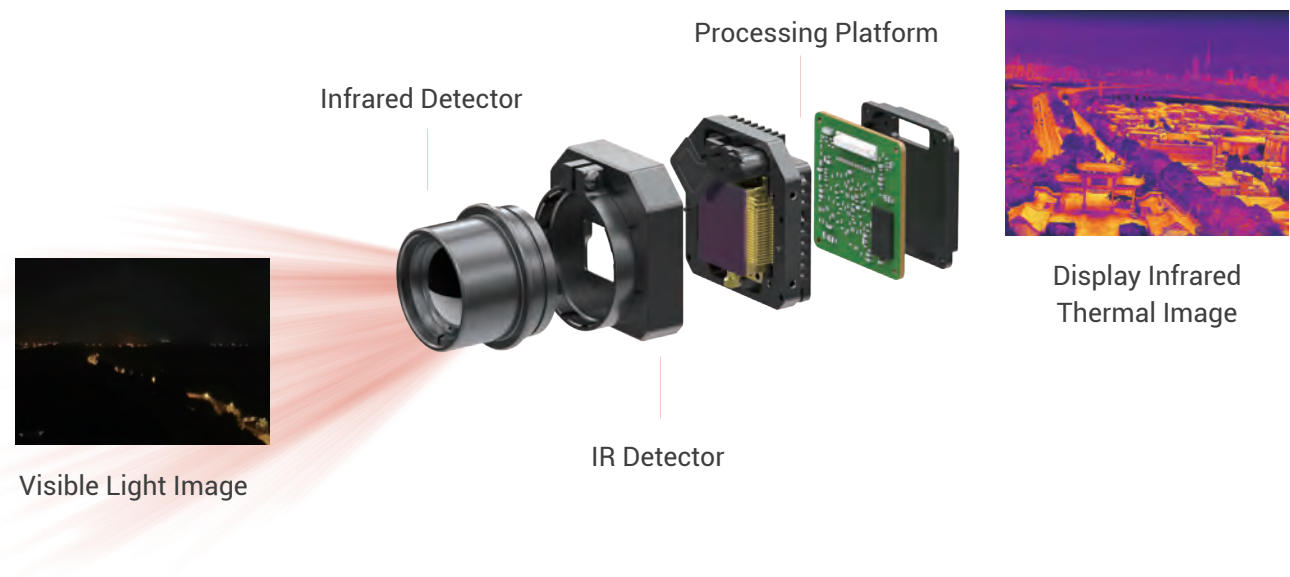 Processing Platform
Infrared Detector
Display Infrared
Thermal Image
IR Detector
Visible Light Image